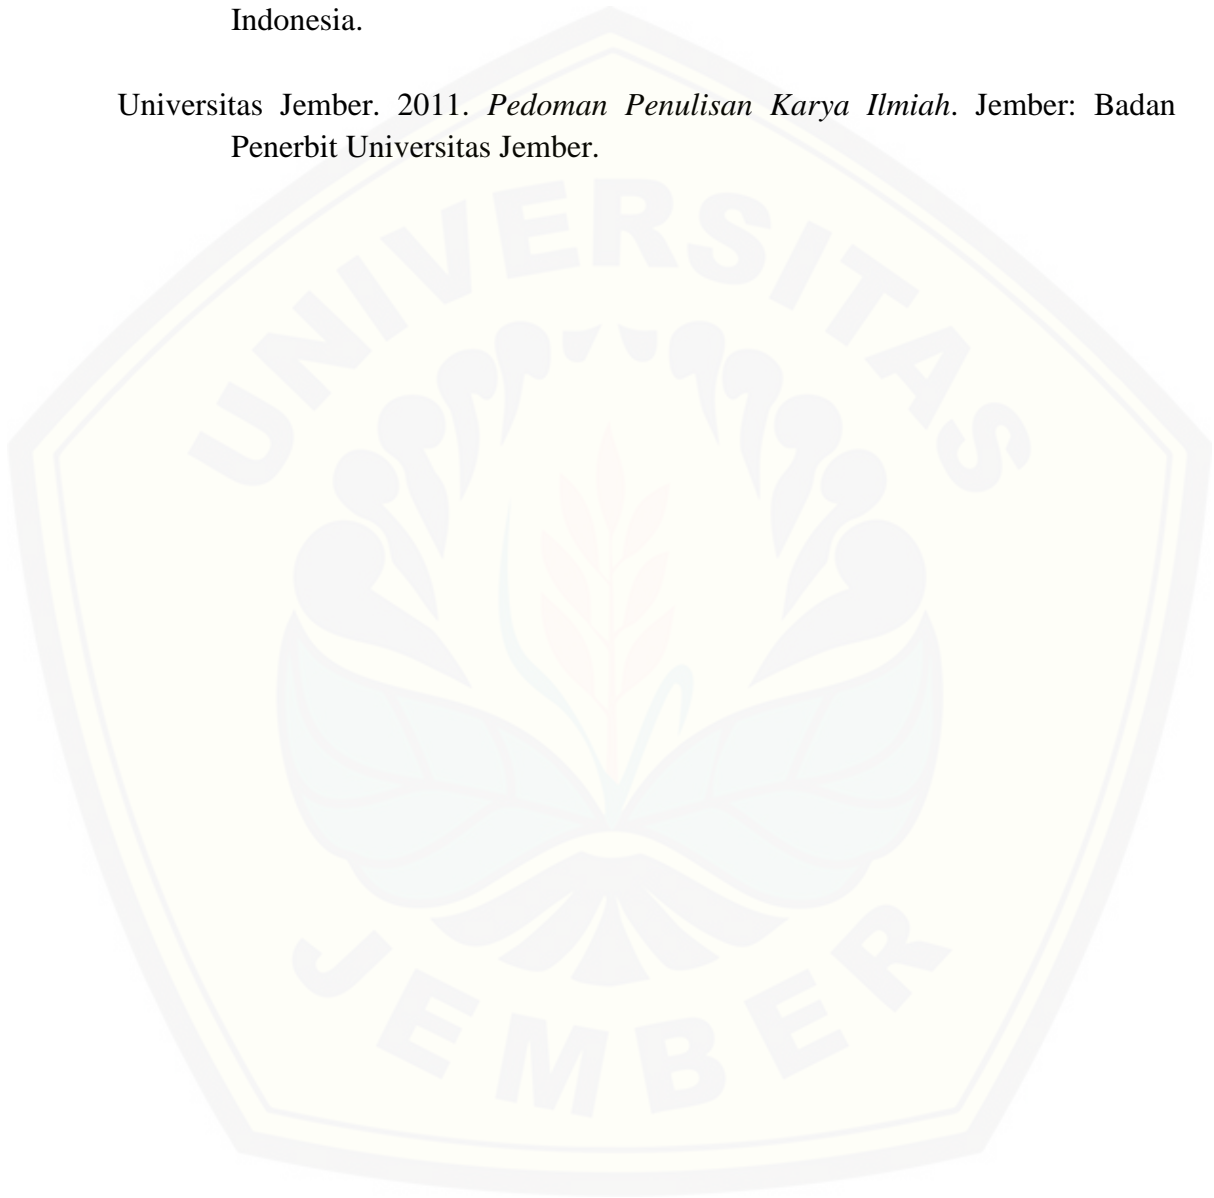 Indonesia.
Universitas Jember. 2011. Pedoman Penulisan Karya Ilmiah. Jember: Badan
Penerbit Universitas Jember.
UNIVERSITAS
JEMBER